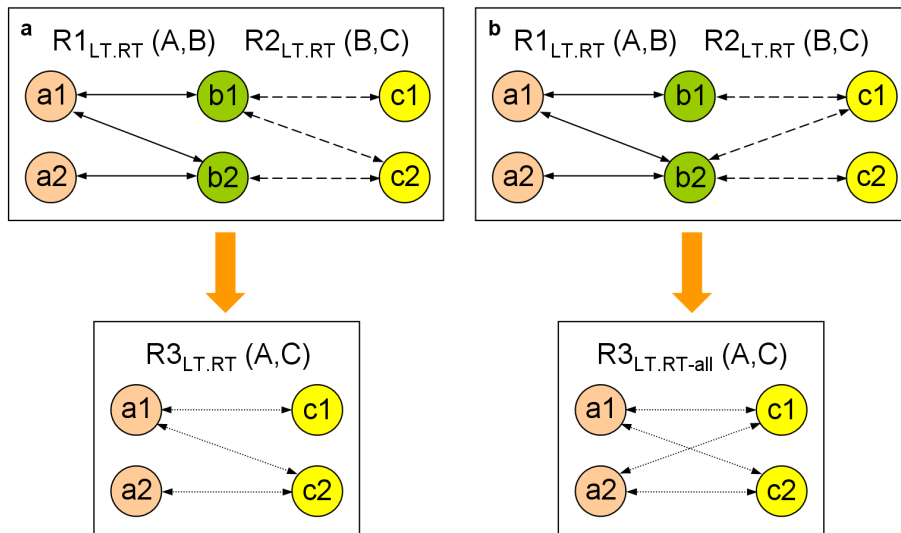 a
R1LT.RT (A,B) R2LT.RT (B,C)
a1 b1 c1
a2 b2 c2
b
R1LT.RT (A,B) R2LT.RT (B,C)
a1 b1 c1
a2 b2 c2
R3LT.RT (A,C)
a1 c1
a2 c2
R3LT.RT-all (A,C)
a1 c1
a2 c2